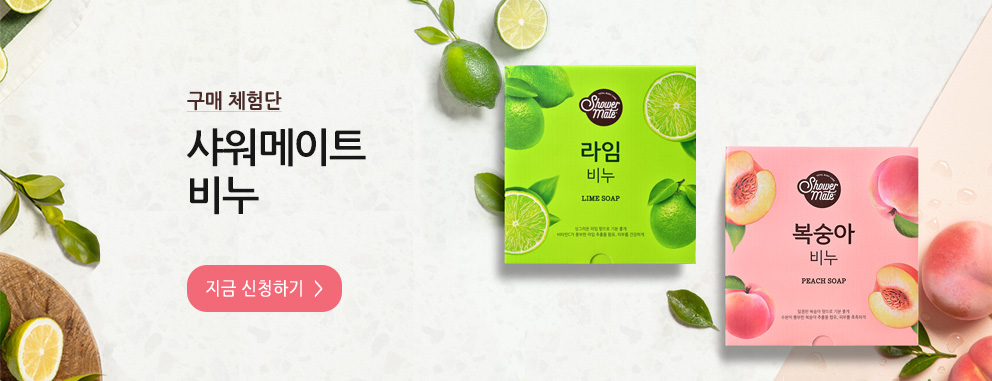 구매 체험단
샤워메이트
비누
지금 신청하기 >
Shower
Mate
라임
비누
LIME SOAP
Shower
Mate
복숭아
비누
PEACH SOAP